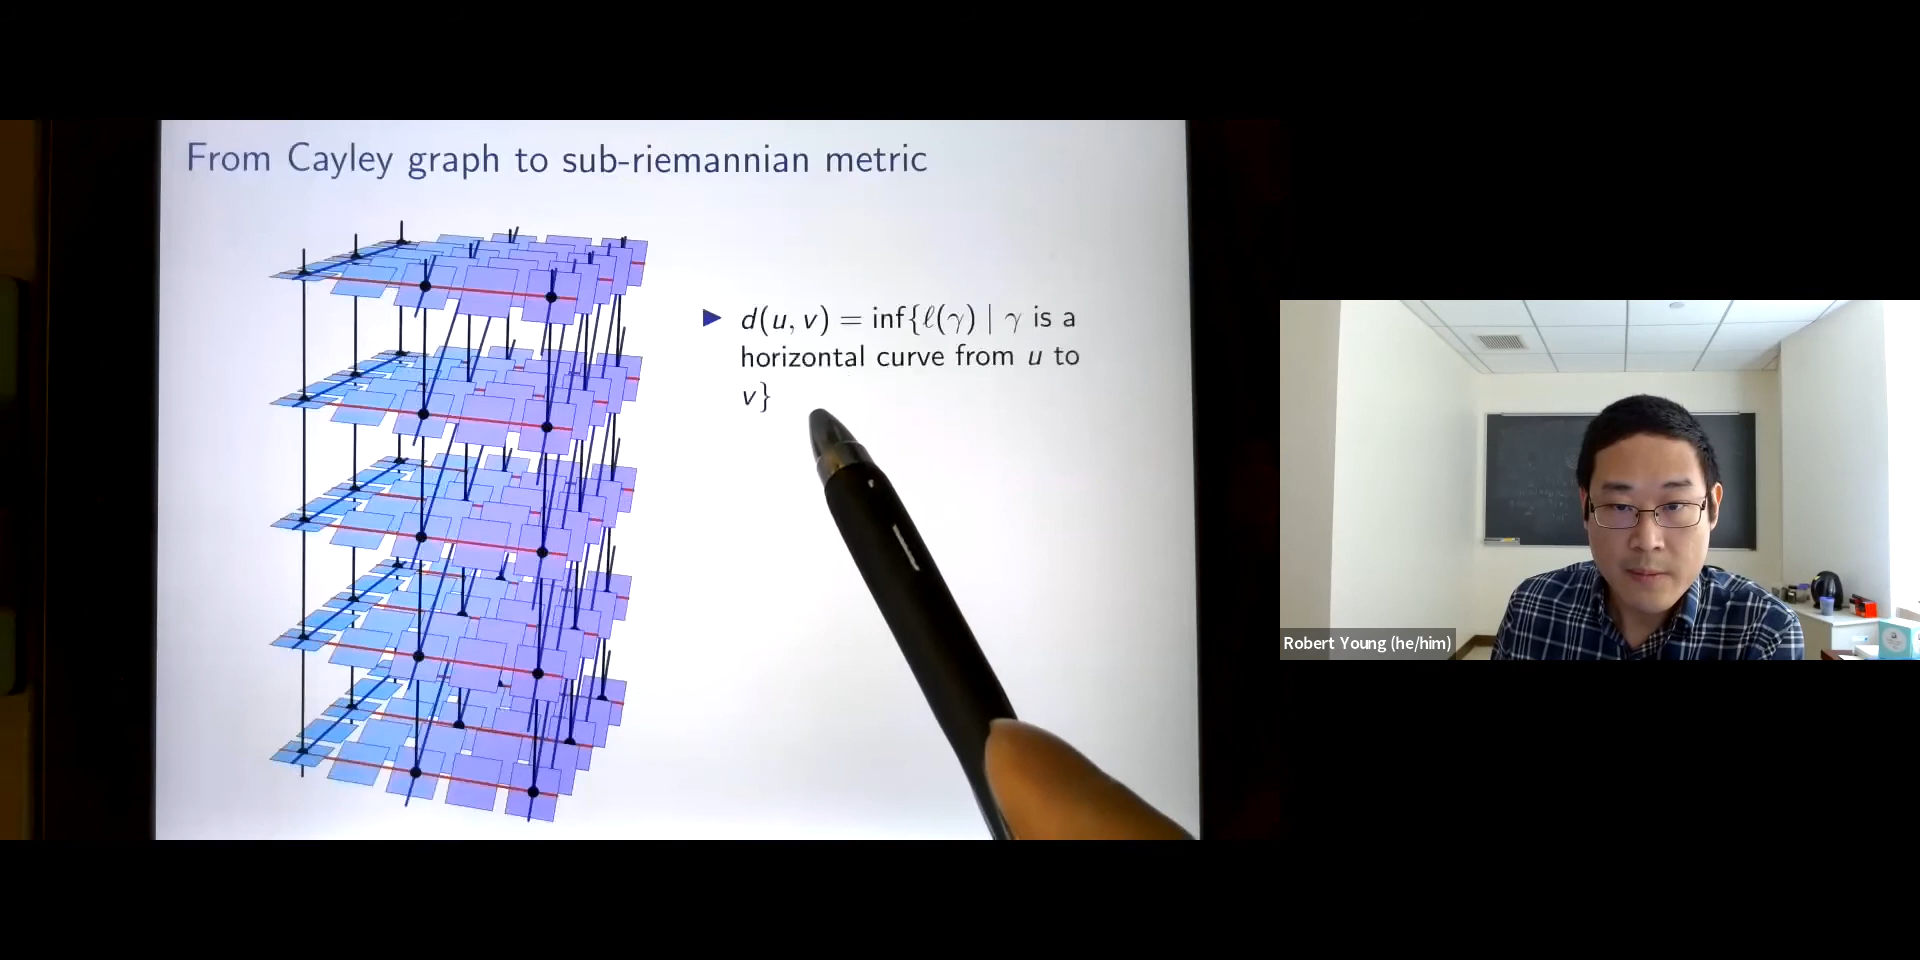 From Cayley graph to sub-riemannian metric
▶ d(u, v) = inf{ℓ(γ) | γ is a
horizontal curve from u to
v}
Robert Young (he/him)